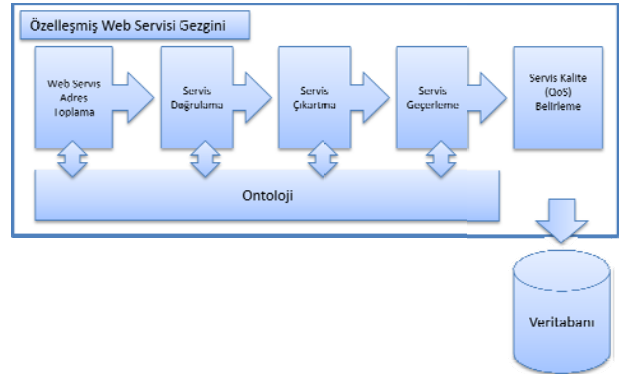 Özelleşmiş Web Servisi Gezgini
Web Servis
Adres
Toplama
Servis
Doğrulama
Servis
Çıkartma
Servis
Geçerleme
Servis Kalite
(QoS)
Belirleme
Ontoloji
Veritabanı